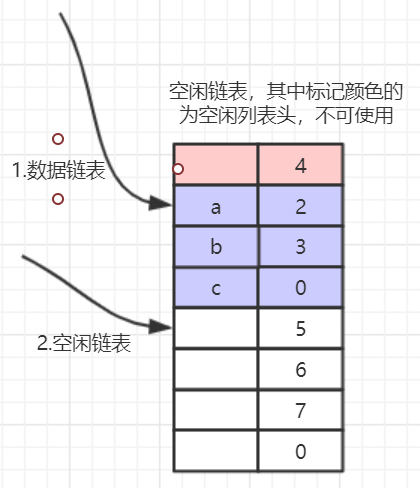 空闲链表，其中标记颜色的
为空闲列表头，不可使用
4
1.数据链表
a 2
b 3
c 0
5
2.空闲链表
6
7
0